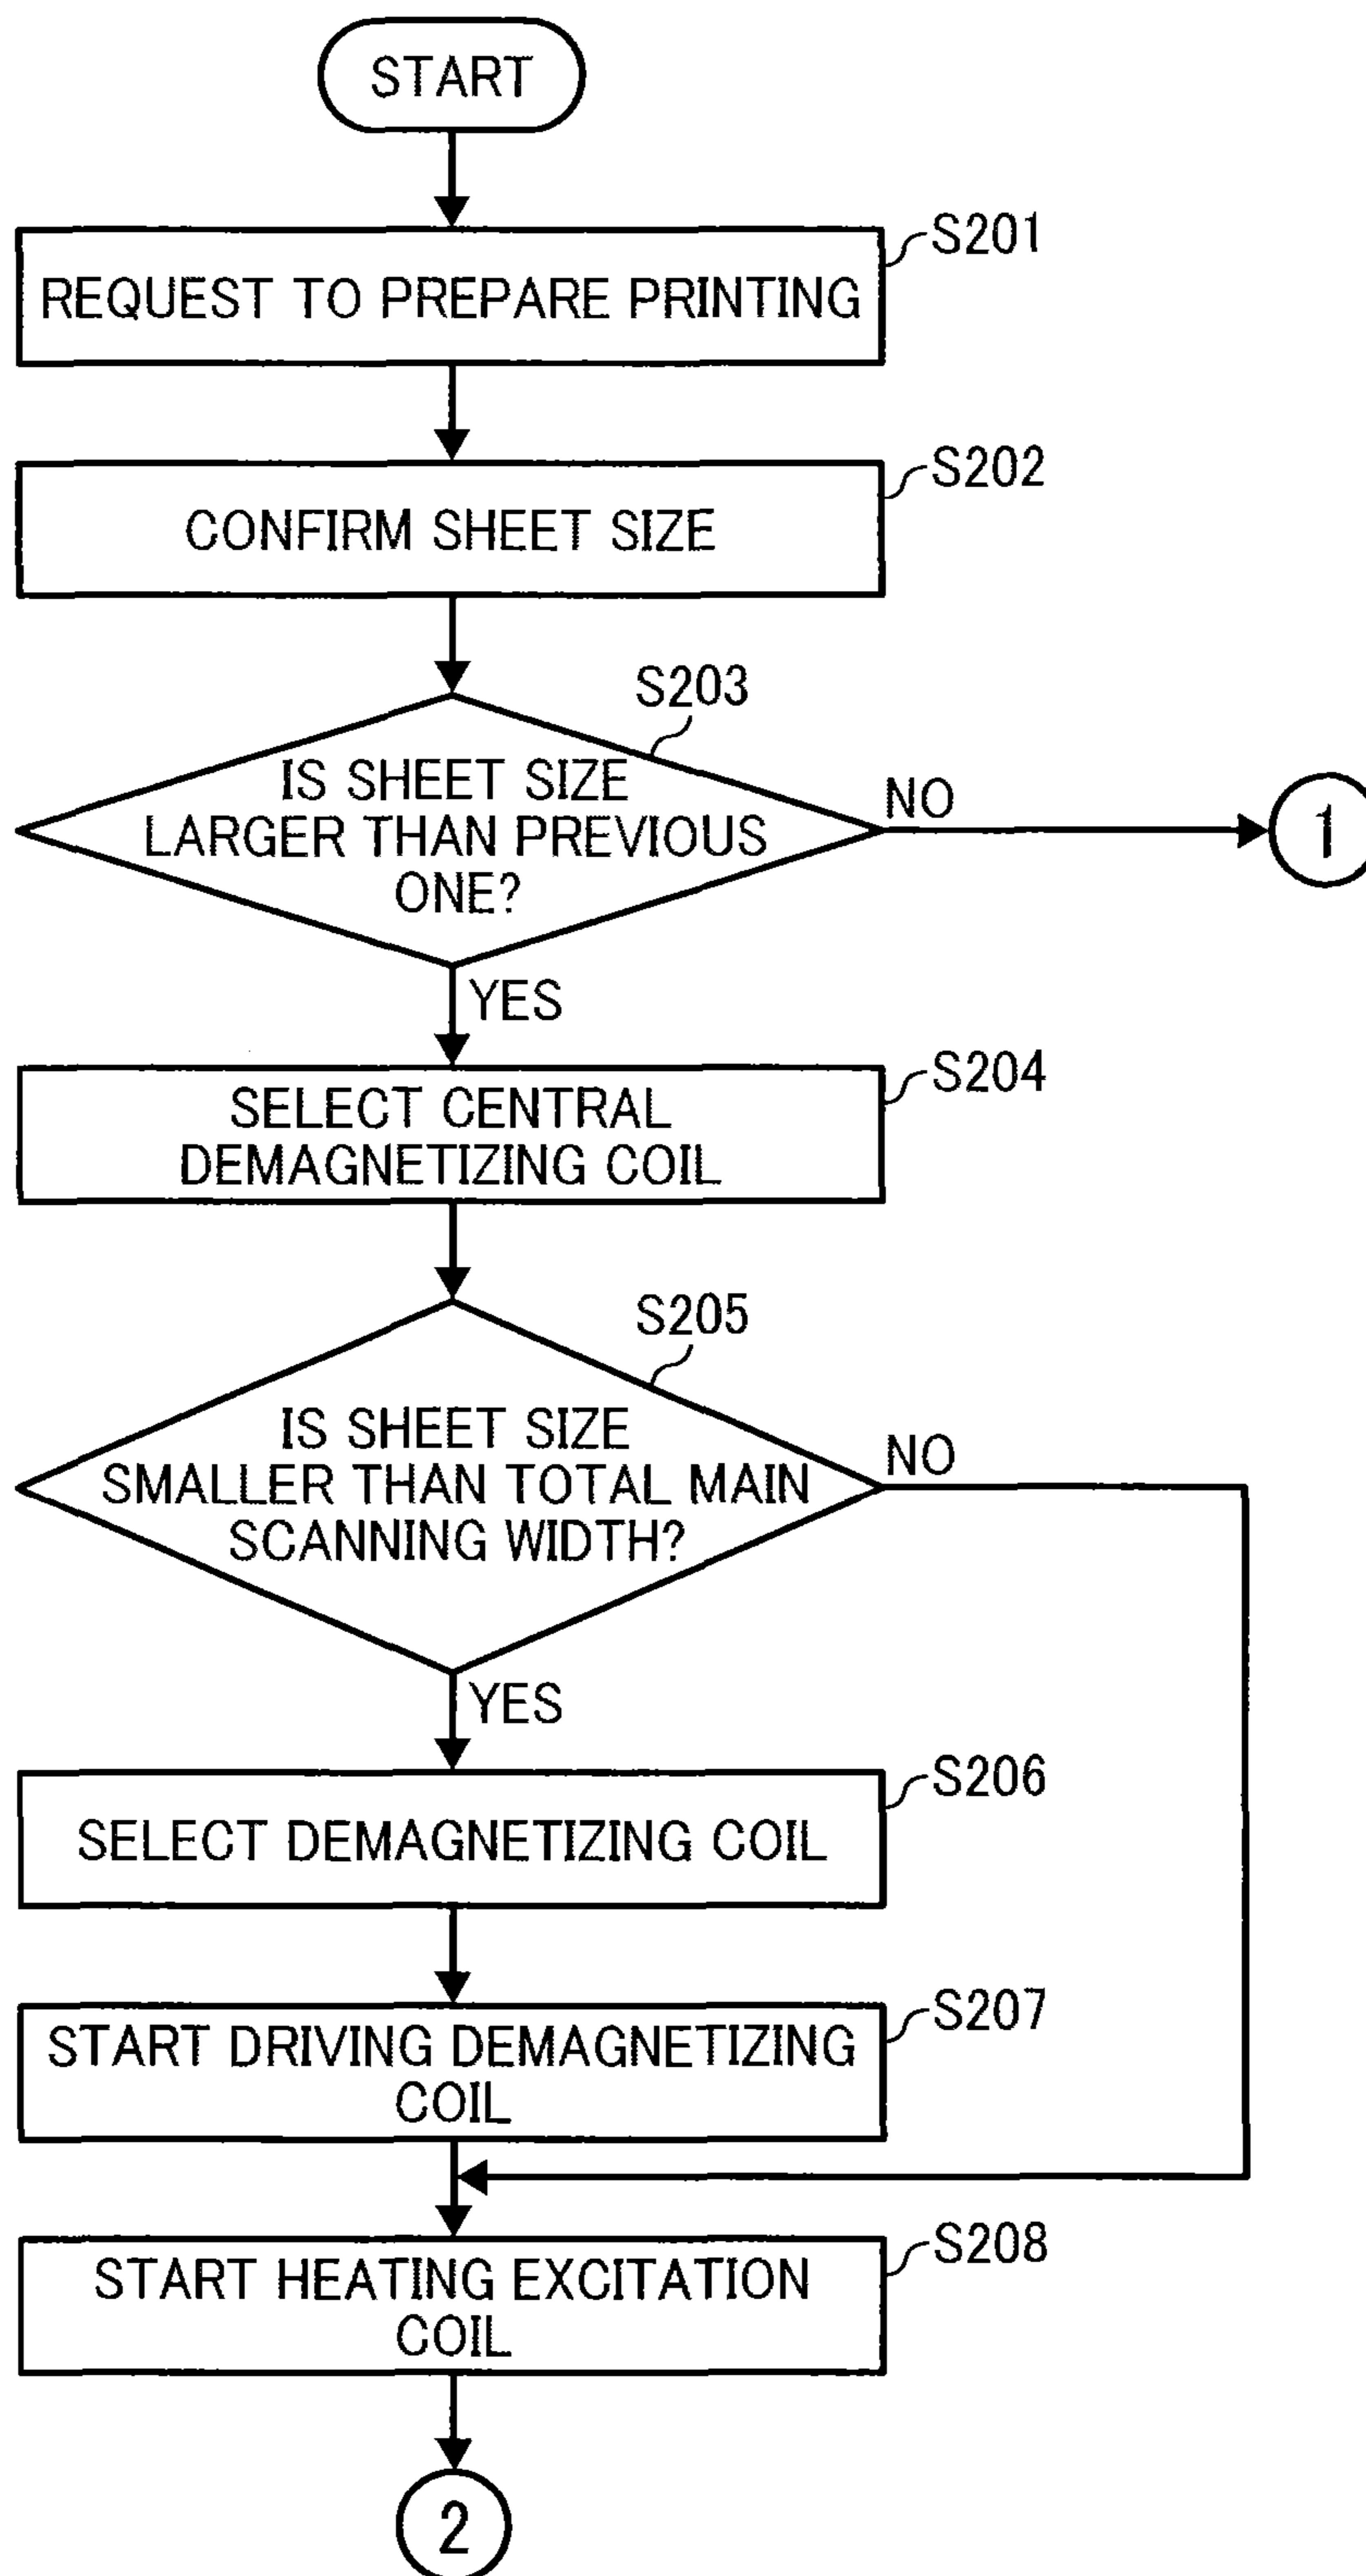 START
S201
REQUEST TO PREPARE PRINTING
S202
CONFIRM SHEET SIZE
S203
IS SHEET SIZE
LARGER THAN PREVIOUS
ONE?
NO
1
YES
S204
SELECT CENTRAL
DEMAGNETIZING COIL
S205
IS SHEET SIZE
SMALLER THAN TOTAL MAIN
SCANNING WIDTH?
NO
YES
S206
SELECT DEMAGNETIZING COIL
S207
START DRIVING DEMAGNETIZING
COIL
S208
START HEATING EXCITATION
COIL
2